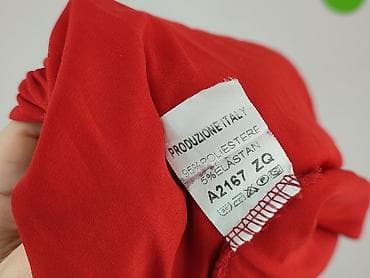 PRODUZIONE ITALY
95% POLIESTERE
5% ELASTAN
A2167 ZQ